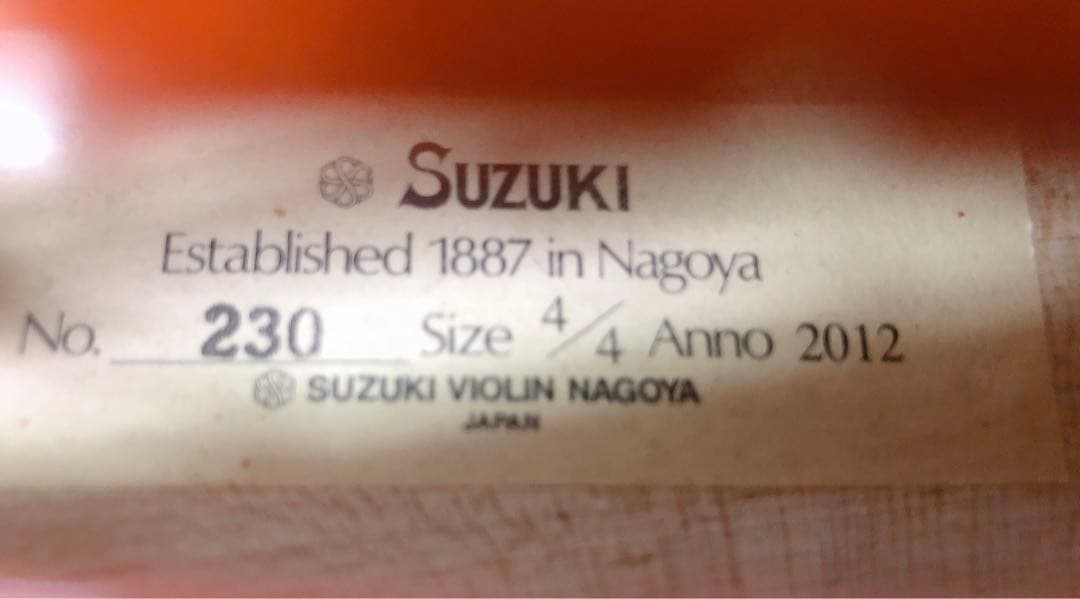 SUZUKI
Established 1887 in Nagoya
No. 230 Size 4/4 Anno 2012
SUZUKI VIOLIN NAGOYA
JAPAN